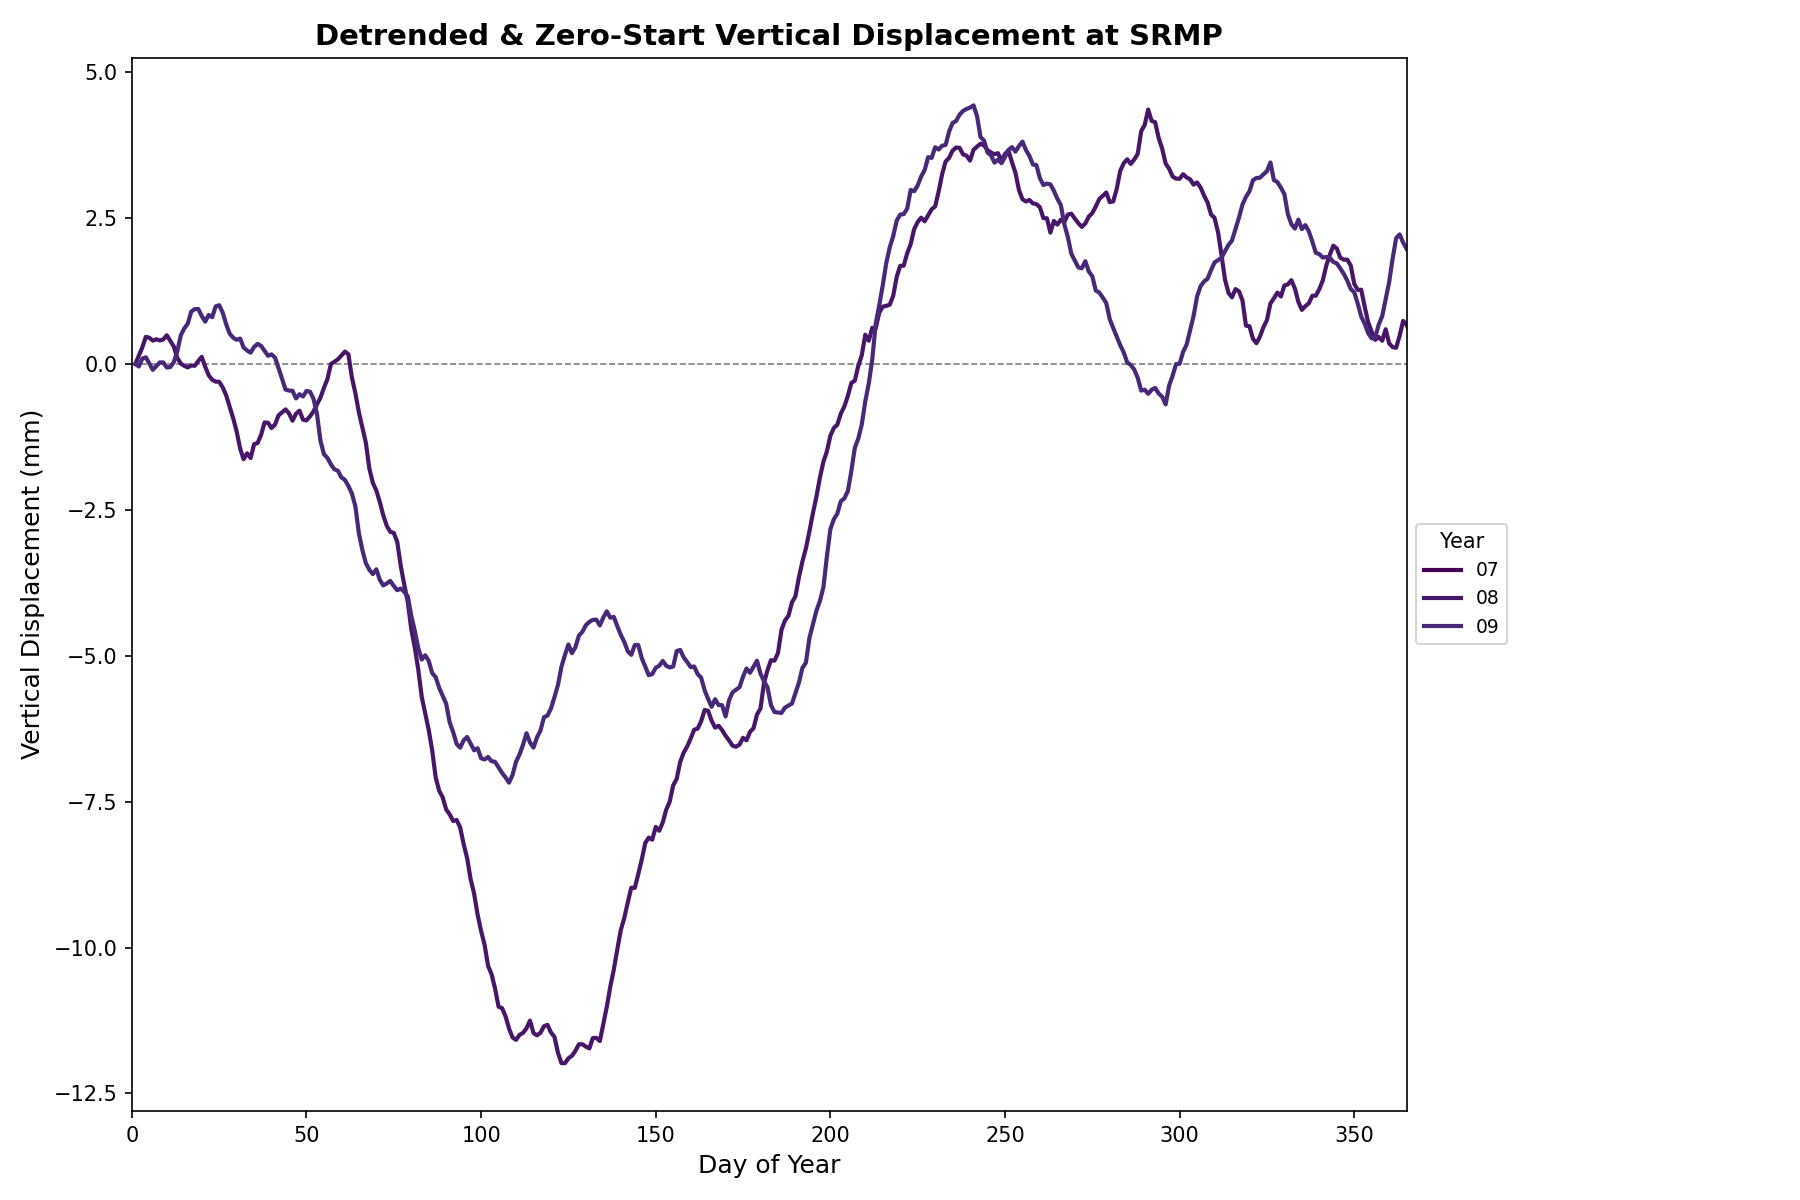 Detrended & Zero-Start Vertical Displacement at SRMP
5.0
2.5
0.0
−2.5
−5.0
−7.5
−10.0
−12.5
Vertical Displacement (mm)
0 50 100 150 200 250 300 350
Day of Year
Year
07
08
09